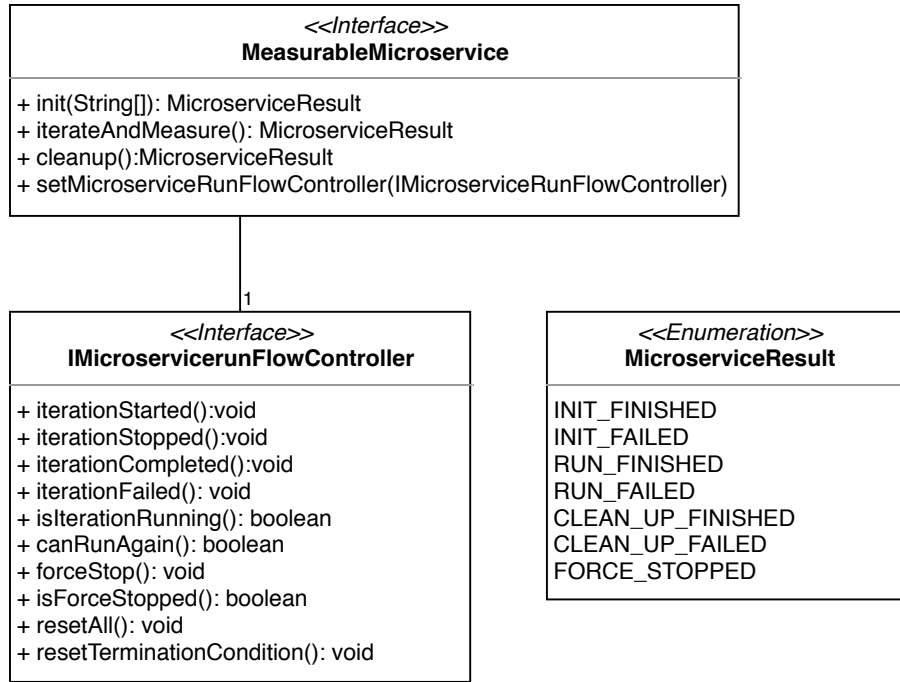 <<Interface>>
MeasurableMicroservice
+ init(String[]): MicroserviceResult
+ iterateAndMeasure(): MicroserviceResult
+ cleanup():MicroserviceResult
+ setMicroserviceRunFlowController(IMicroserviceRunFlowController)
1
<<Interface>>
IMicroservicerunFlowController
+ iterationStarted():void
+ iterationStopped():void
+ iterationCompleted():void
+ iterationFailed(): void
+ isIterationRunning(): boolean
+ canRunAgain(): boolean
+ forceStop(): void
+ isForceStopped(): boolean
+ resetAll(): void
+ resetTerminationCondition(): void
<<Enumeration>>
MicroserviceResult
INIT_FINISHED
INIT_FAILED
RUN_FINISHED
RUN_FAILED
CLEAN_UP_FINISHED
CLEAN_UP_FAILED
FORCE_STOPPED